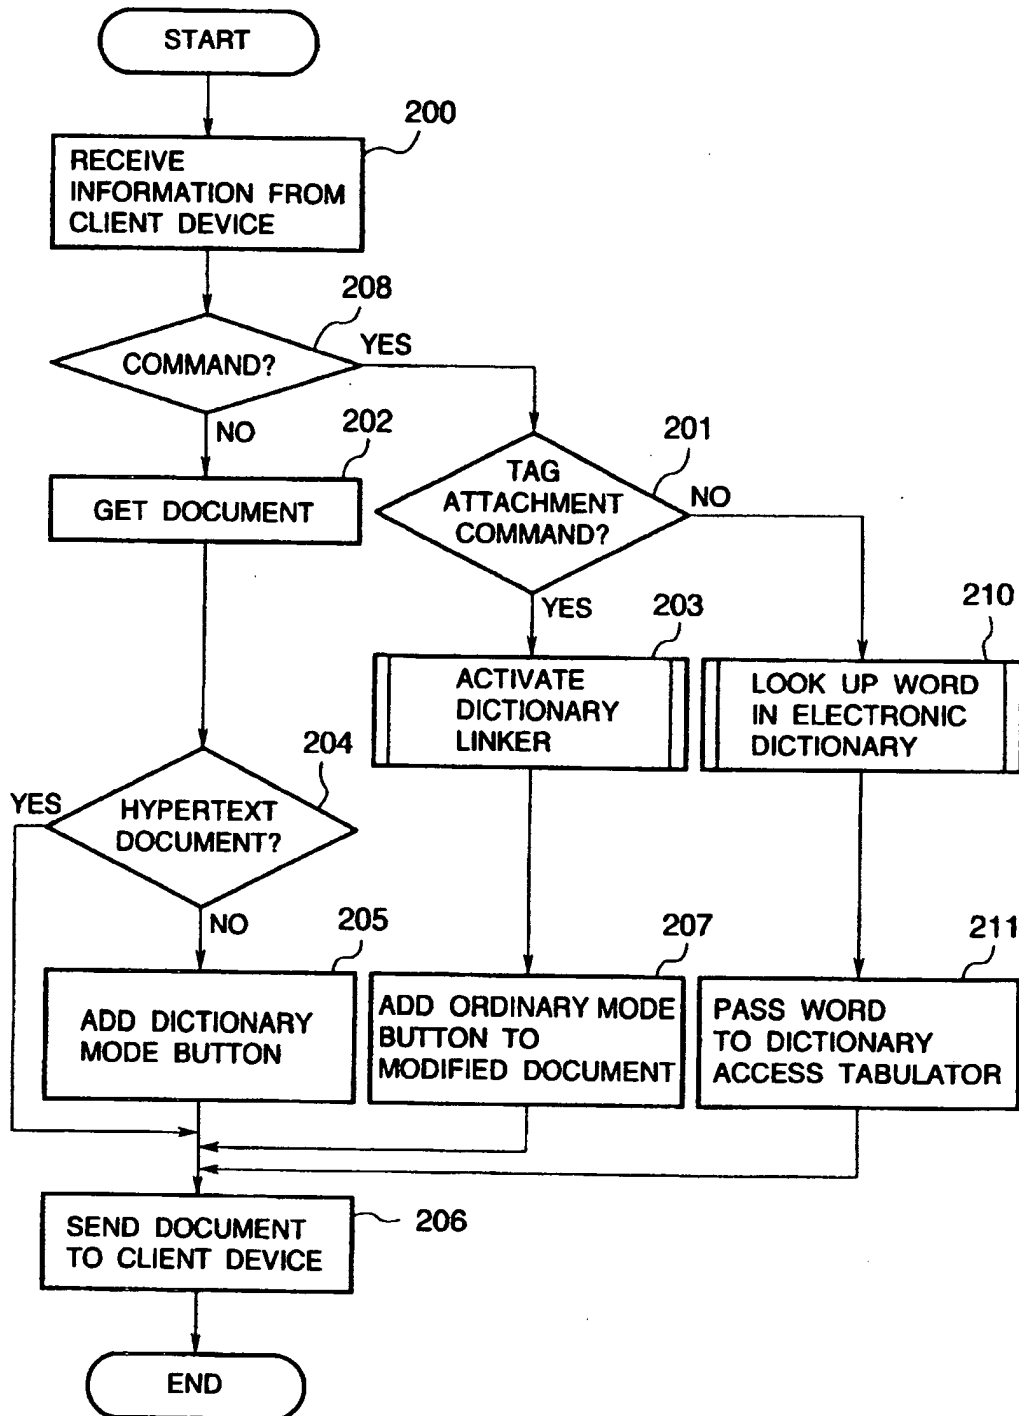 START
200
RECEIVE
INFORMATION FROM
CLIENT DEVICE
208
COMMAND?
YES
NO
202
GET DOCUMENT
201
TAG
ATTACHMENT
COMMAND?
NO
YES
203
ACTIVATE
DICTIONARY
LINKER
210
LOOK UP WORD
IN ELECTRONIC
DICTIONARY
204
YES
HYPERTEXT
DOCUMENT?
NO
205
ADD DICTIONARY
MODE BUTTON
207
ADD ORDINARY MODE
BUTTON TO
MODIFIED DOCUMENT
211
PASS WORD
TO DICTIONARY
ACCESS TABULATOR
206
SEND DOCUMENT
TO CLIENT DEVICE
END